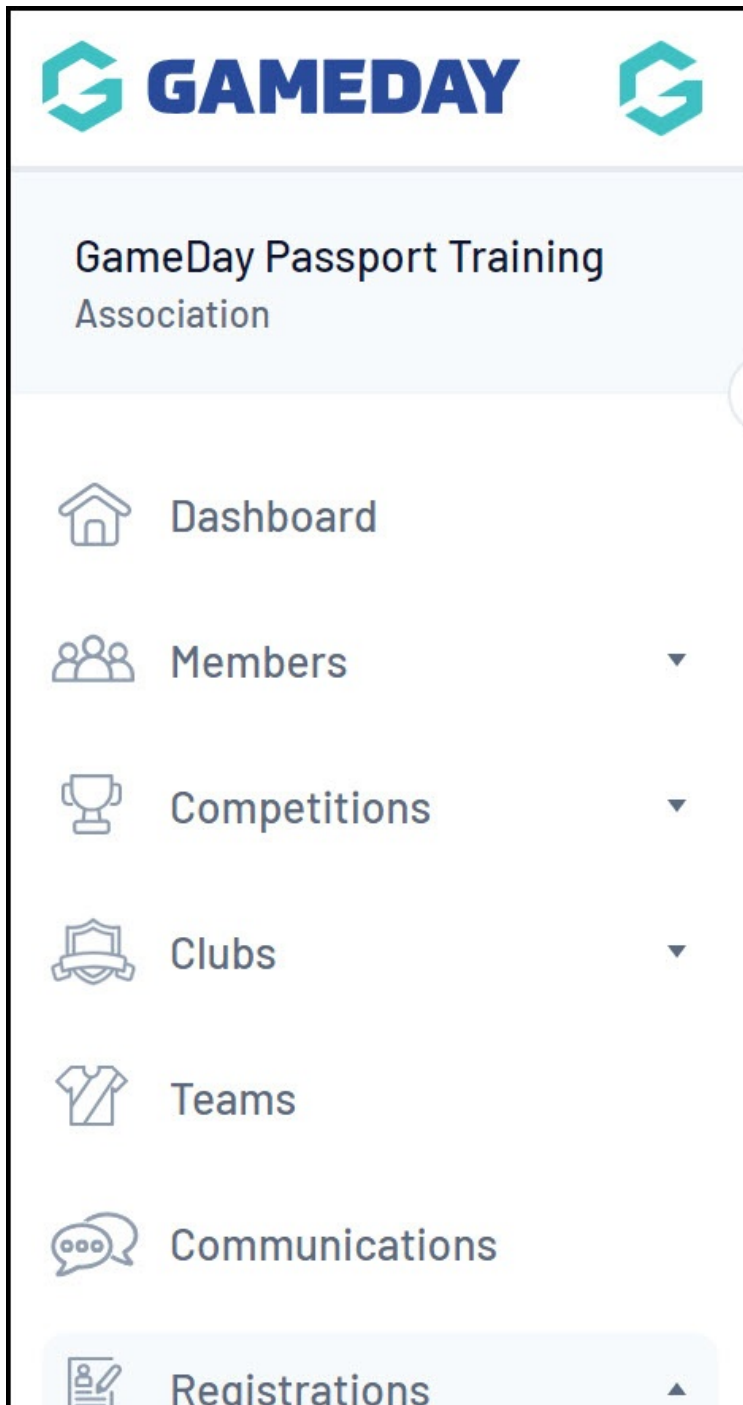 GAMEDAY
GameDay Passport Training
Association
Dashboard
Members
Competitions
Clubs
Teams
Communications
Registrations